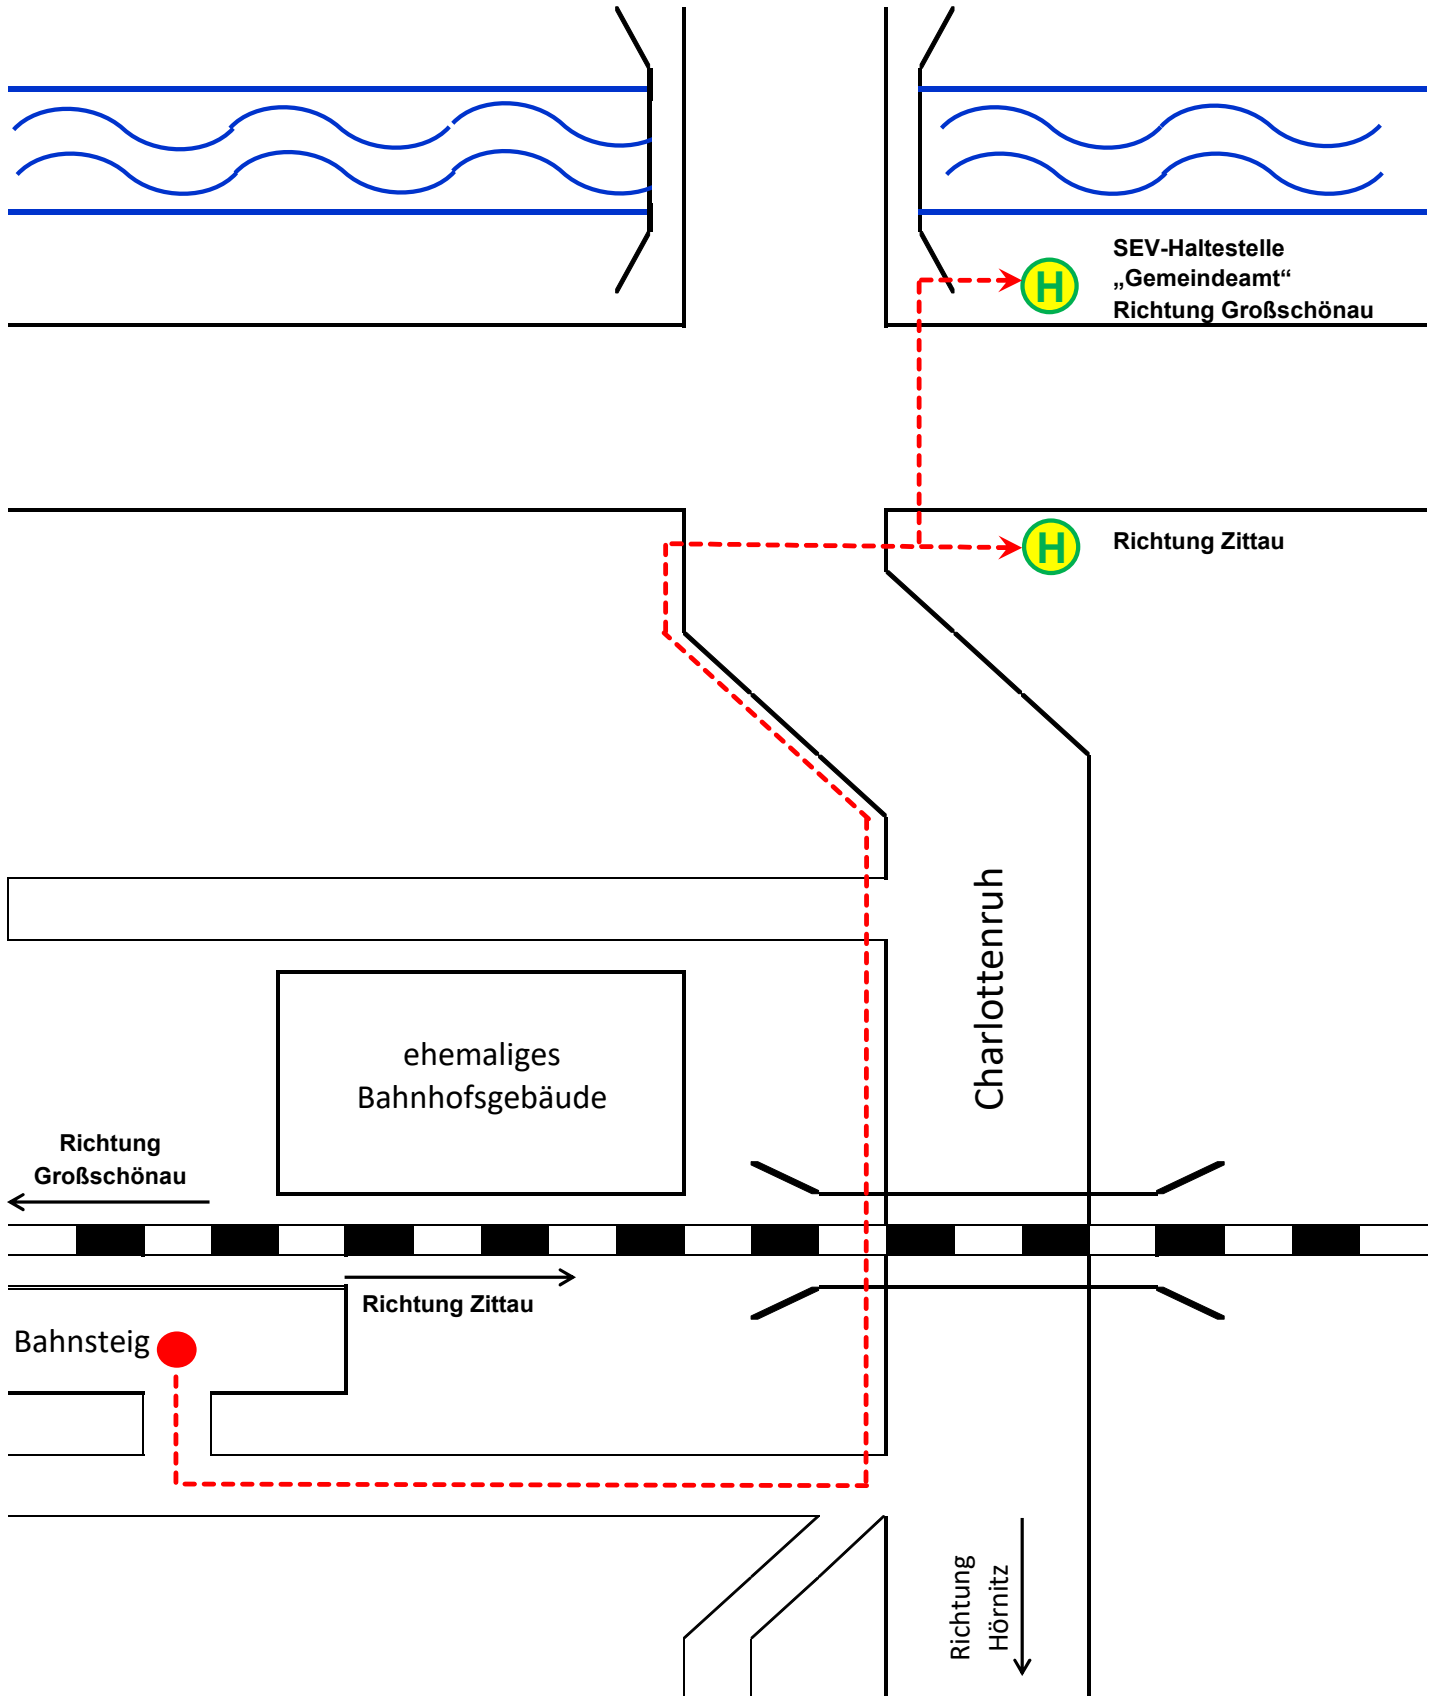 SEV-Haltestelle
„Gemeindeamt“
Richtung Großschönau
H
H
Richtung Zittau
Charlottenruh
ehemaliges
Bahnhofsgebäude
Richtung
Großschönau
Richtung Zittau
Bahnsteig
Richtung
Hörnitz